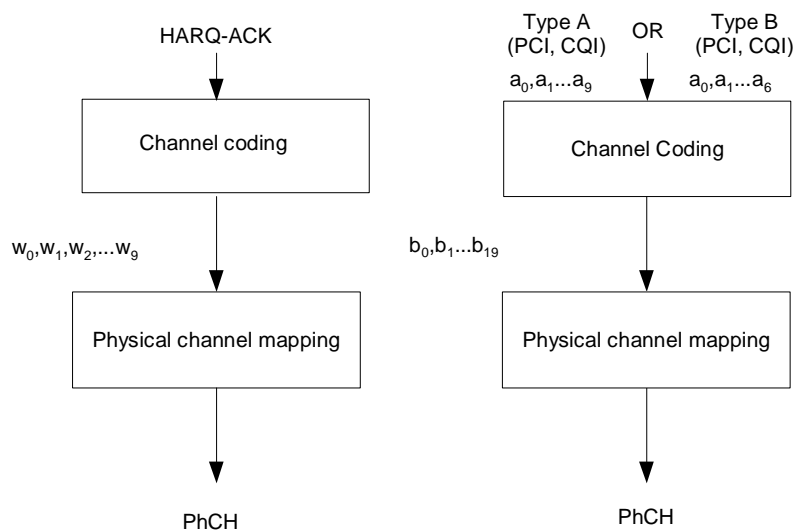 HARQ-ACK
Channel coding
w0,w1,w2,...w9
Physical channel mapping
PhCH
Type A
(PCI, CQI)
OR
Type B
(PCI, CQI)
a0,a1...a9
a0,a1...a6
Channel Coding
b0,b1...b19
Physical channel mapping
PhCH